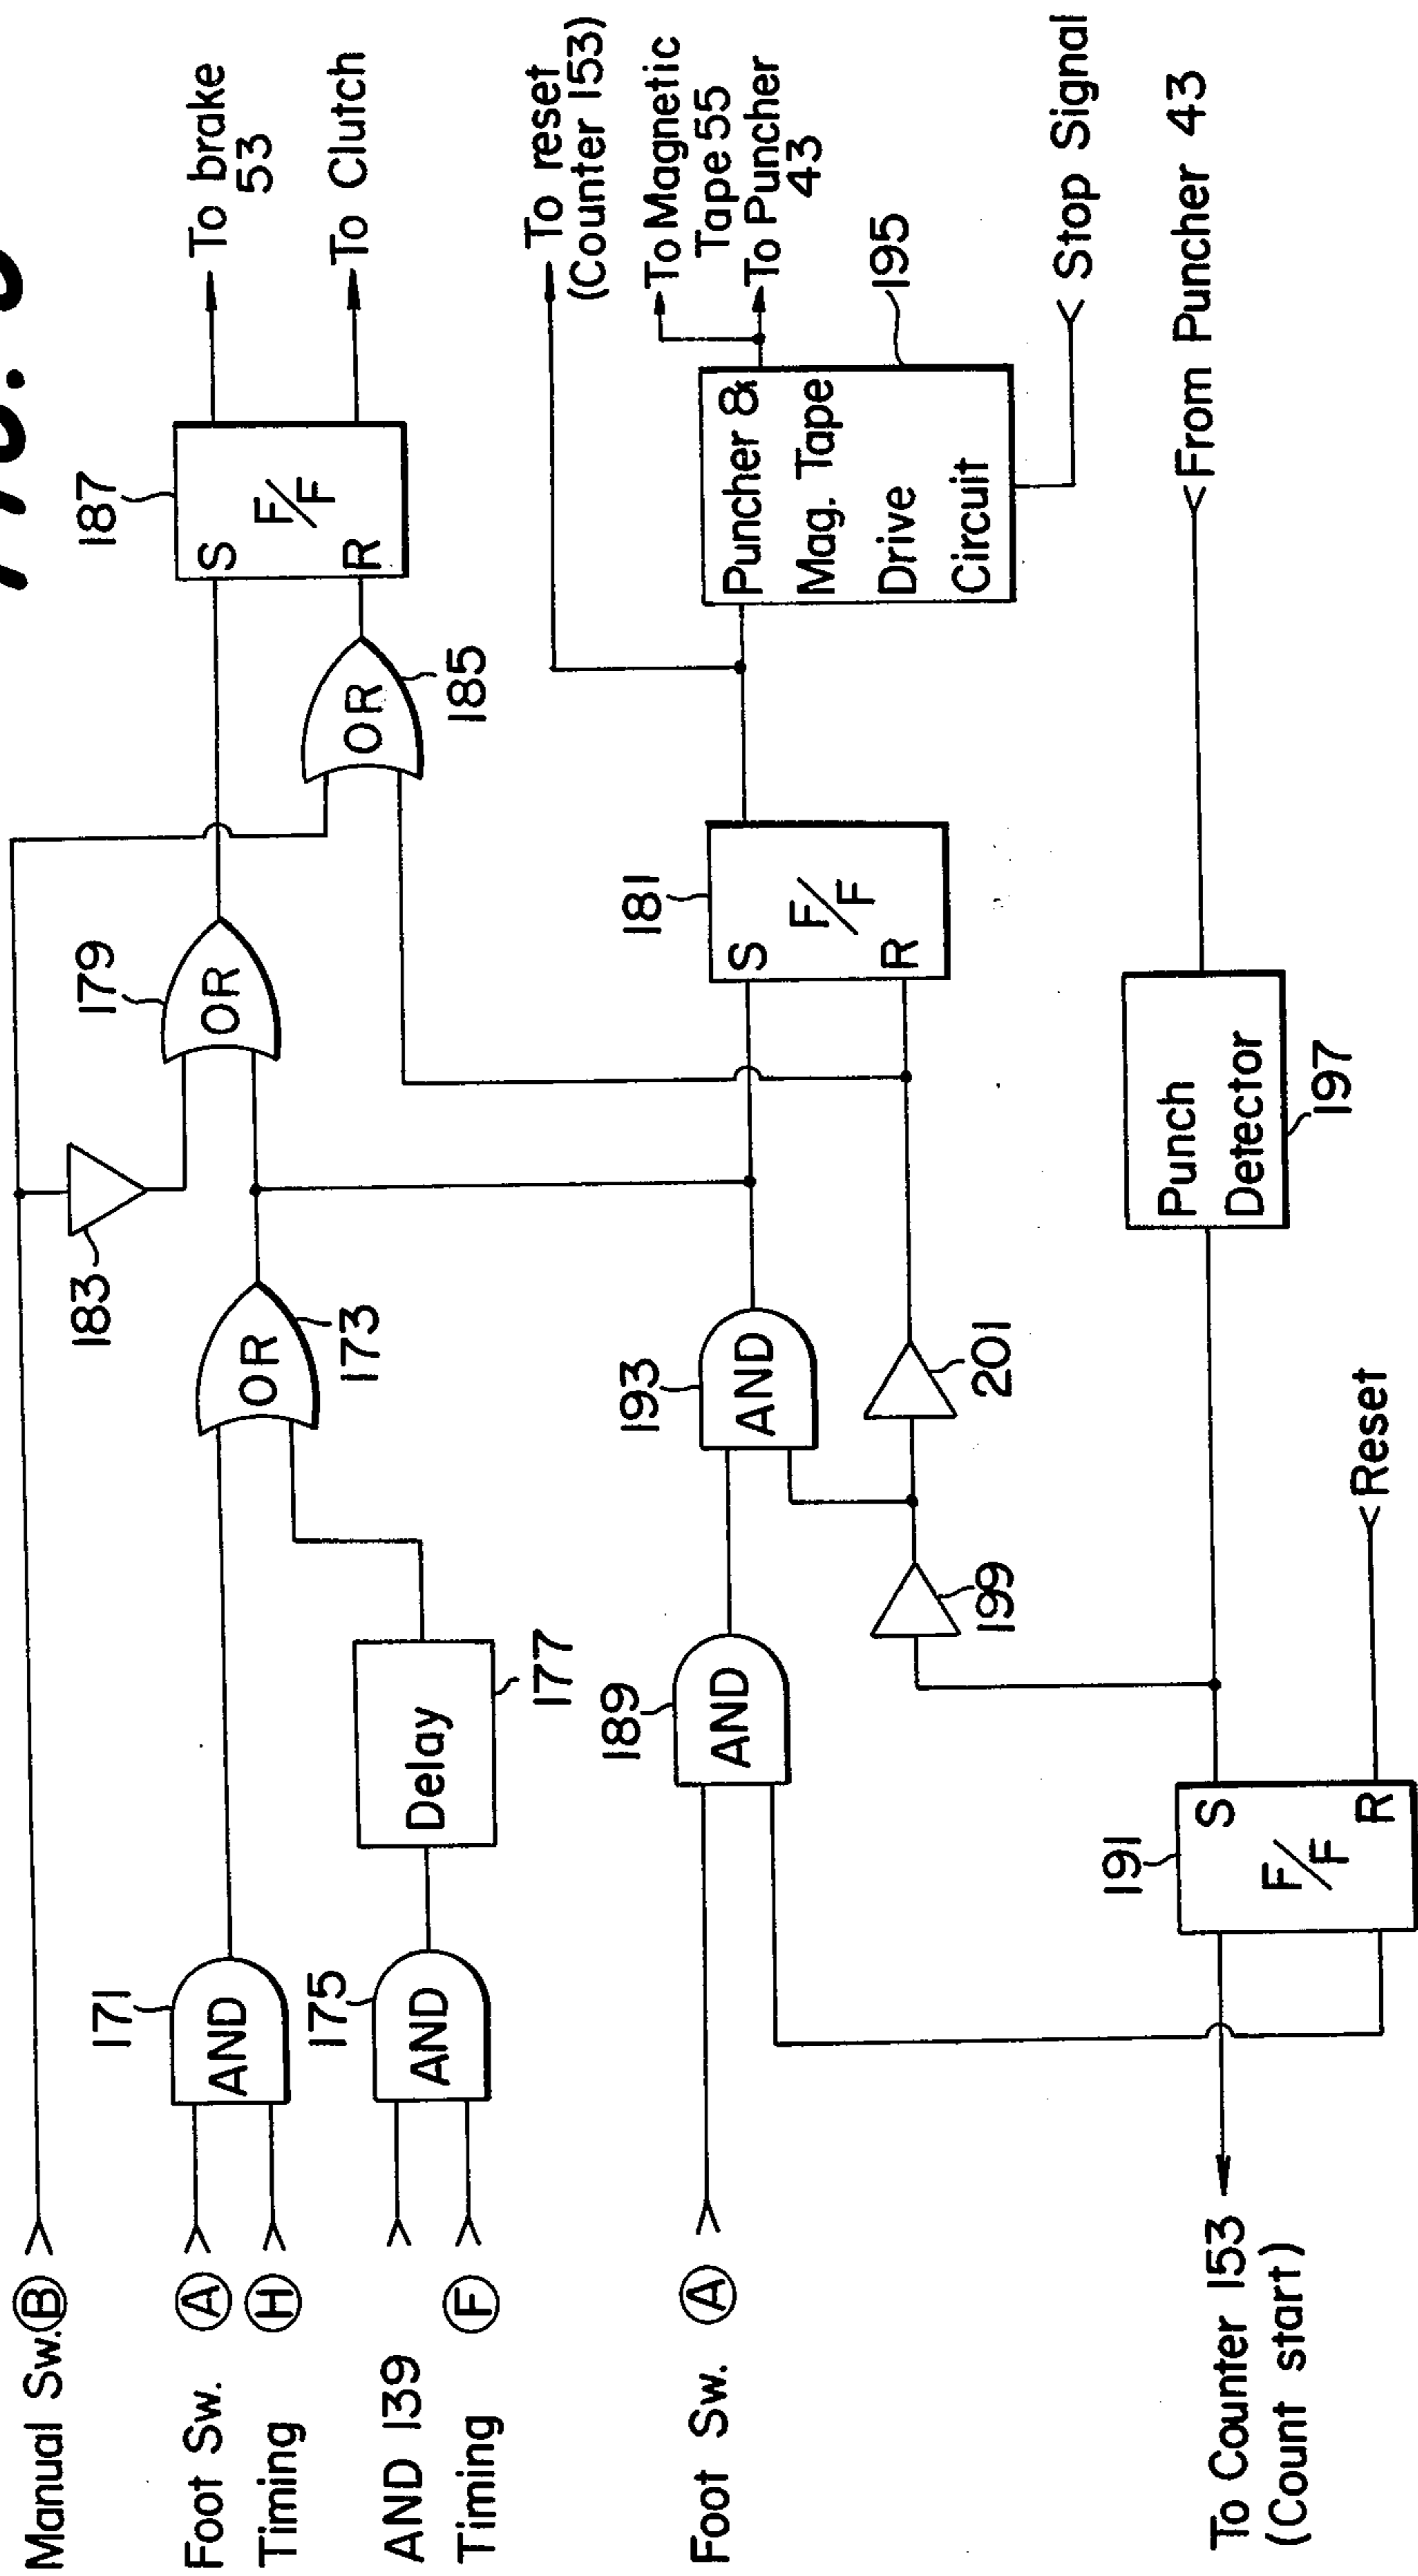 Manual Sw. B
Foot Sw. A
Timing H
AND 139
Timing F
Foot Sw. A
To Counter 153
(Count start)
171
AND
175
AND
Delay
177
OR
173
183
179
OR
OR
185
187
S
F/F
R
To brake
53
To Clutch
189
AND
193
AND
199
201
181
S
F/F
R
To reset
(Counter 153)
To Magnetic
Tape 55
To Puncher
43
Puncher &
Mag. Tape
Drive
Circuit
195
Stop Signal
191
S
F/F
R
Reset
Punch
Detector
197
From Puncher 43